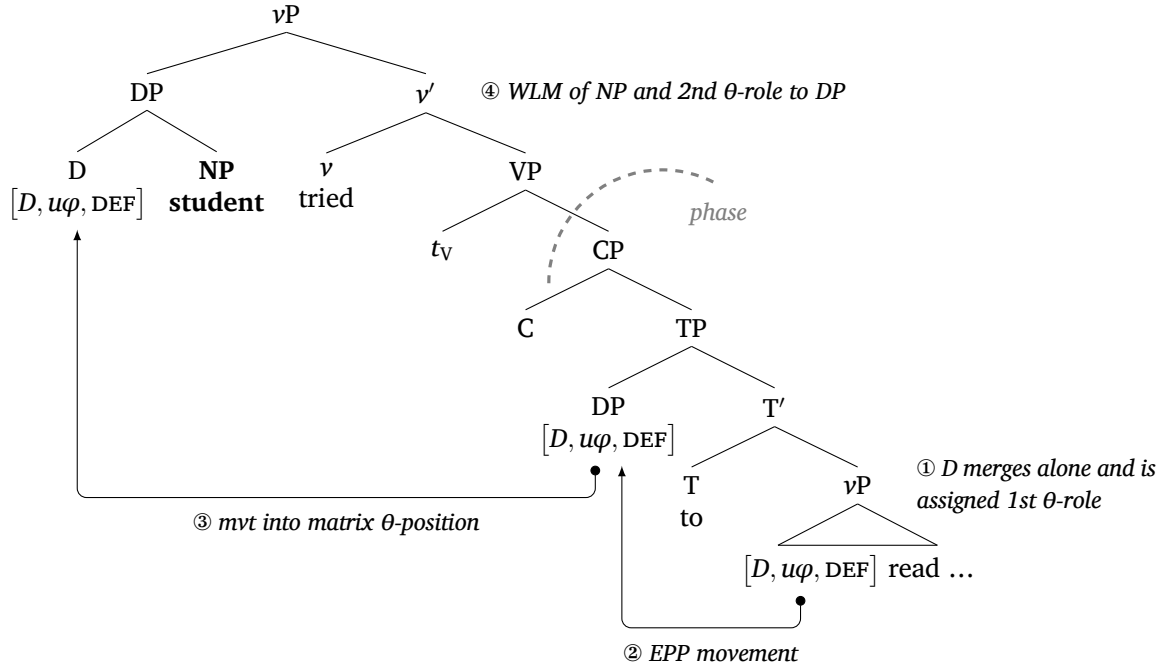 vP
DP v′ ④ WLM of NP and 2nd θ-role to DP
D NP v VP
[D, uφ, DEF] student tried
phase
t_V CP
C TP
DP T′
[D, uφ, DEF]
T vP ① D merges alone and is
to assigned 1st θ-role
③ mvt into matrix θ-position
[D, uφ, DEF] read …
② EPP movement